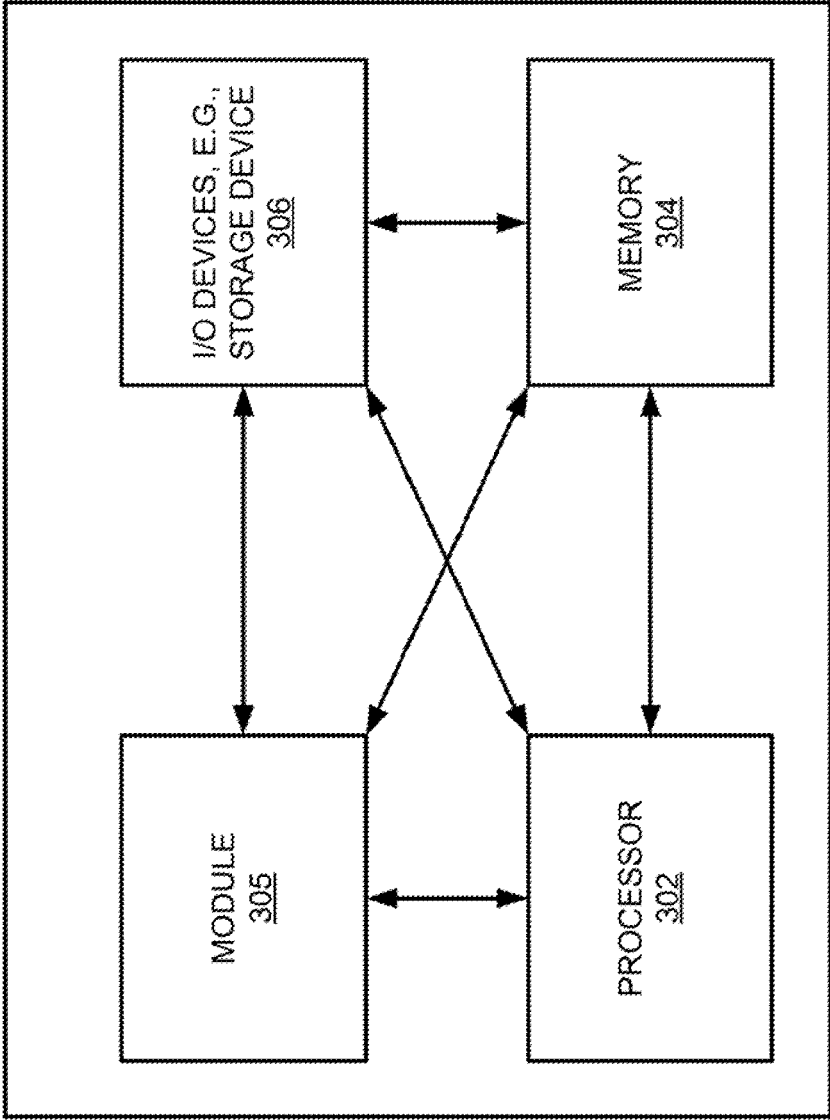 MODULE
305
I/O DEVICES, E.G.,
STORAGE DEVICE
306
PROCESSOR
302
MEMORY
304